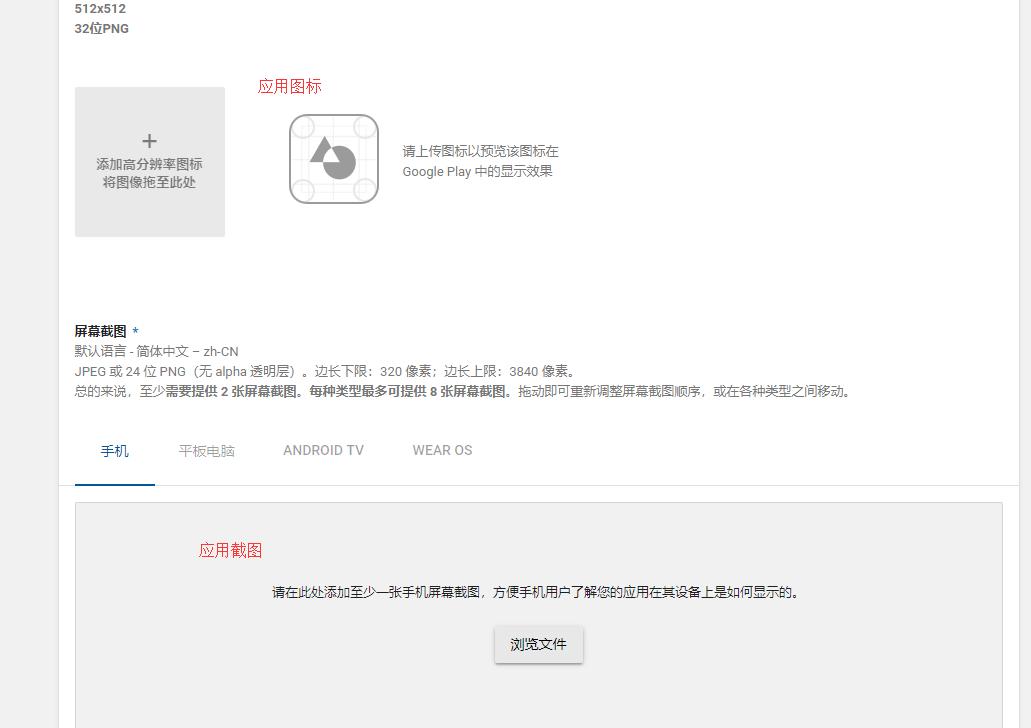 512x512
32位PNG
应用图标
+
添加高分辨率图标
将图像拖至此处
请上传图标以预览该图标在
Google Play 中的显示效果
屏幕截图 *
默认语言 - 简体中文 – zh-CN
JPEG 或 24 位 PNG（无 alpha 透明层）。边长下限：320 像素；边长上限：3840 像素。
总的来说，至少需要提供 2 张屏幕截图。每种类型最多可提供 8 张屏幕截图。拖动即可重新调整屏幕截图顺序，或在各种类型之间移动。
手机 平板电脑 ANDROID TV WEAR OS
应用截图
请在此处添加至少一张手机屏幕截图，方便手机用户了解您的应用在其设备上是如何显示的。
浏览文件